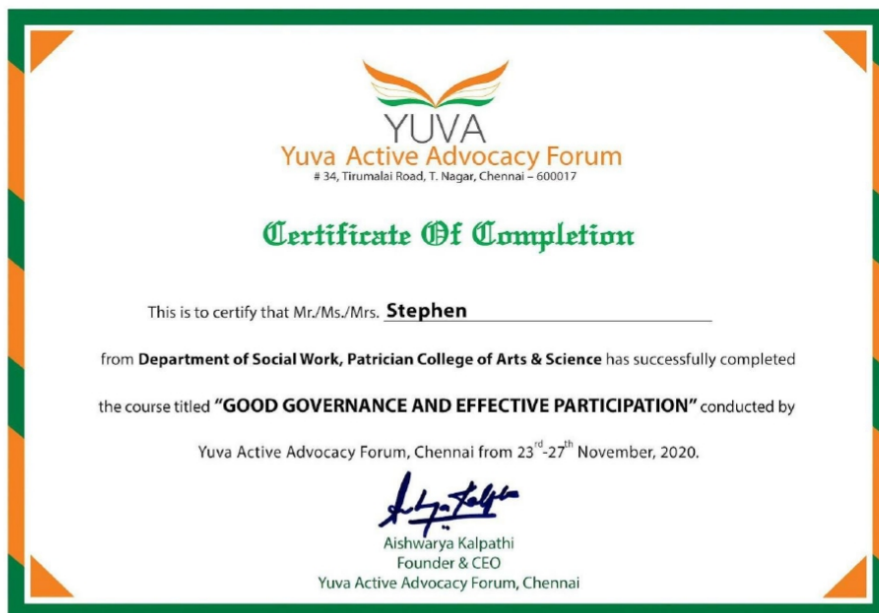 YUVA
Yuva Active Advocacy Forum
# 34, Tirumalai Road, T. Nagar, Chennai – 600017
Certificate Of Completion
This is to certify that Mr./Ms./Mrs. Stephen
from Department of Social Work, Patrician College of Arts & Science has successfully completed
the course titled “GOOD GOVERNANCE AND EFFECTIVE PARTICIPATION” conducted by
Yuva Active Advocacy Forum, Chennai from 23rd-27th November, 2020.
Aishwarya Kalpathi
Founder & CEO
Yuva Active Advocacy Forum, Chennai